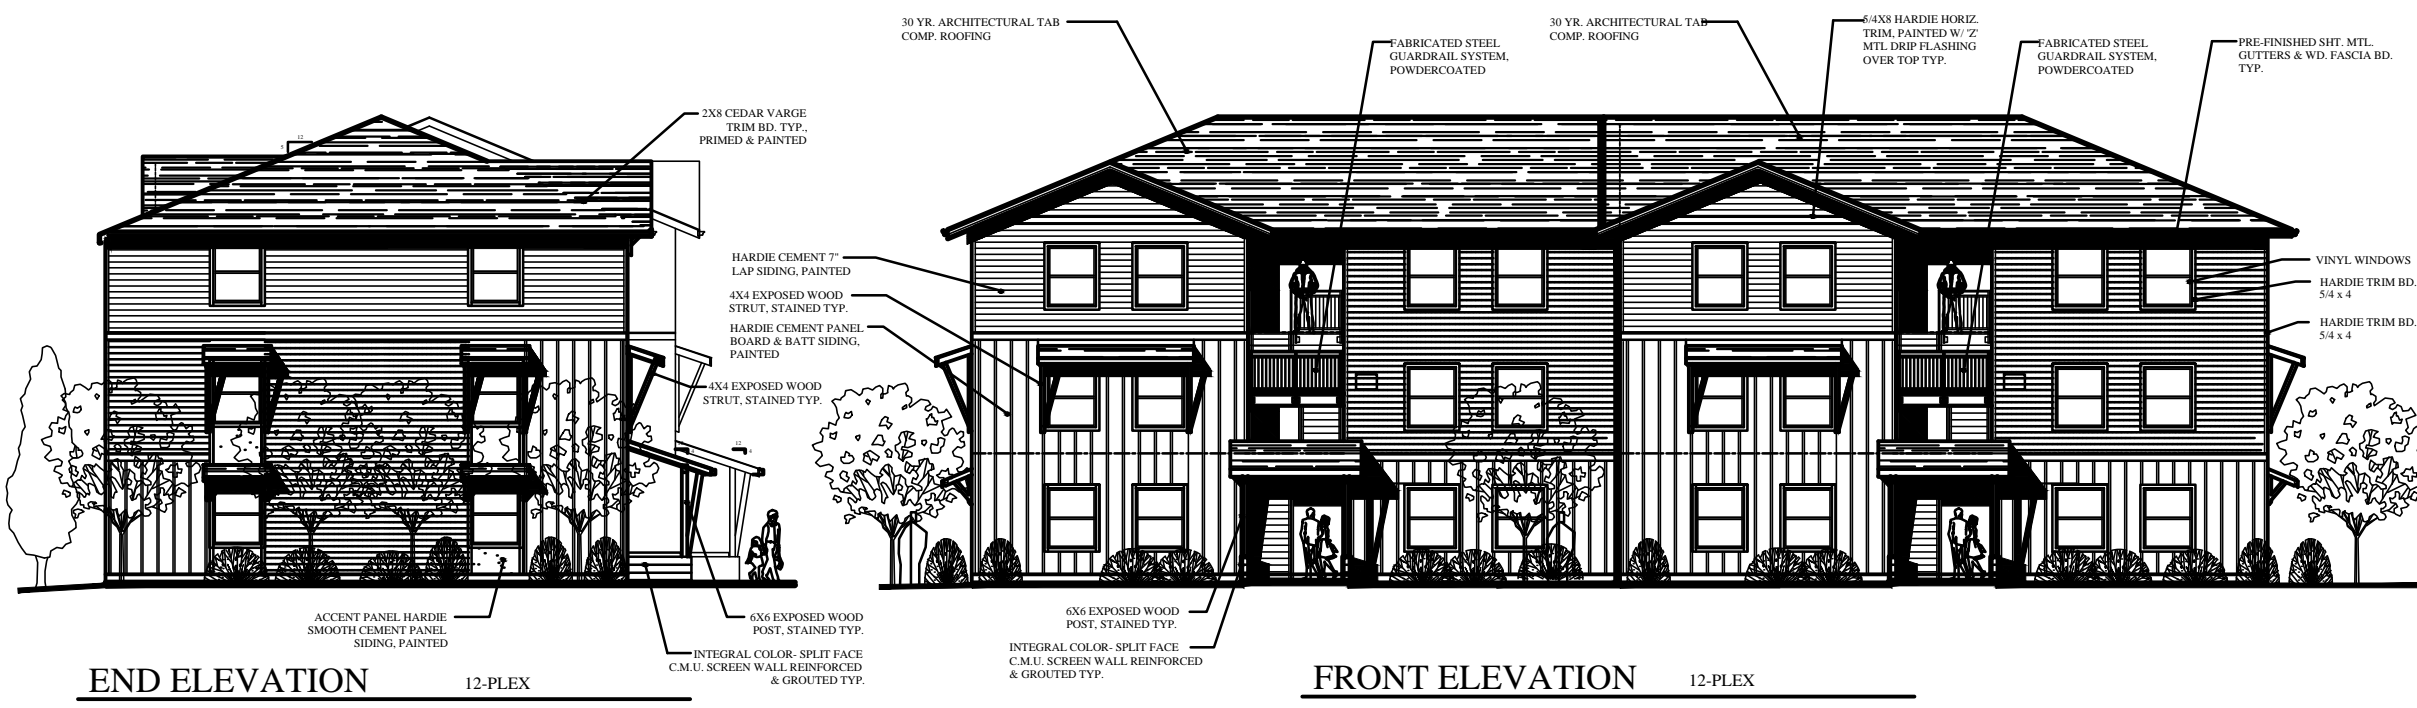 2X8 CEDAR VARGE
TRIM BD. TYP.,
PRIMED & PAINTED
12
5
4X4 EXPOSED WOOD
STRUT, STAINED TYP.
12
4
12
4
ACCENT PANEL HARDIE
SMOOTH CEMENT PANEL
SIDING, PAINTED
6X6 EXPOSED WOOD
POST, STAINED TYP.
INTEGRAL COLOR- SPLIT FACE
C.M.U. SCREEN WALL REINFORCED
& GROUTED TYP.
END ELEVATION
12-PLEX
30 YR. ARCHITECTURAL TAB
COMP. ROOFING
FABRICATED STEEL
GUARDRAIL SYSTEM,
POWDERCOATED
30 YR. ARCHITECTURAL TAB
COMP. ROOFING
5/4X8 HARDIE HORIZ.
TRIM, PAINTED W/ 'Z'
MTL DRIP FLASHING
OVER TOP TYP.
FABRICATED STEEL
GUARDRAIL SYSTEM,
POWDERCOATED
PRE-FINISHED SHT. MTL.
GUTTERS & WD. FASCIA BD.
TYP.
HARDIE CEMENT 7"
LAP SIDING, PAINTED
4X4 EXPOSED WOOD
STRUT, STAINED TYP.
HARDIE CEMENT PANEL
BOARD & BATT SIDING,
PAINTED
VINYL WINDOWS
HARDIE TRIM BD.
5/4 x 4
HARDIE TRIM BD.
5/4 x 4
6X6 EXPOSED WOOD
POST, STAINED TYP.
INTEGRAL COLOR- SPLIT FACE
C.M.U. SCREEN WALL REINFORCED
& GROUTED TYP.
FRONT ELEVATION
12-PLEX